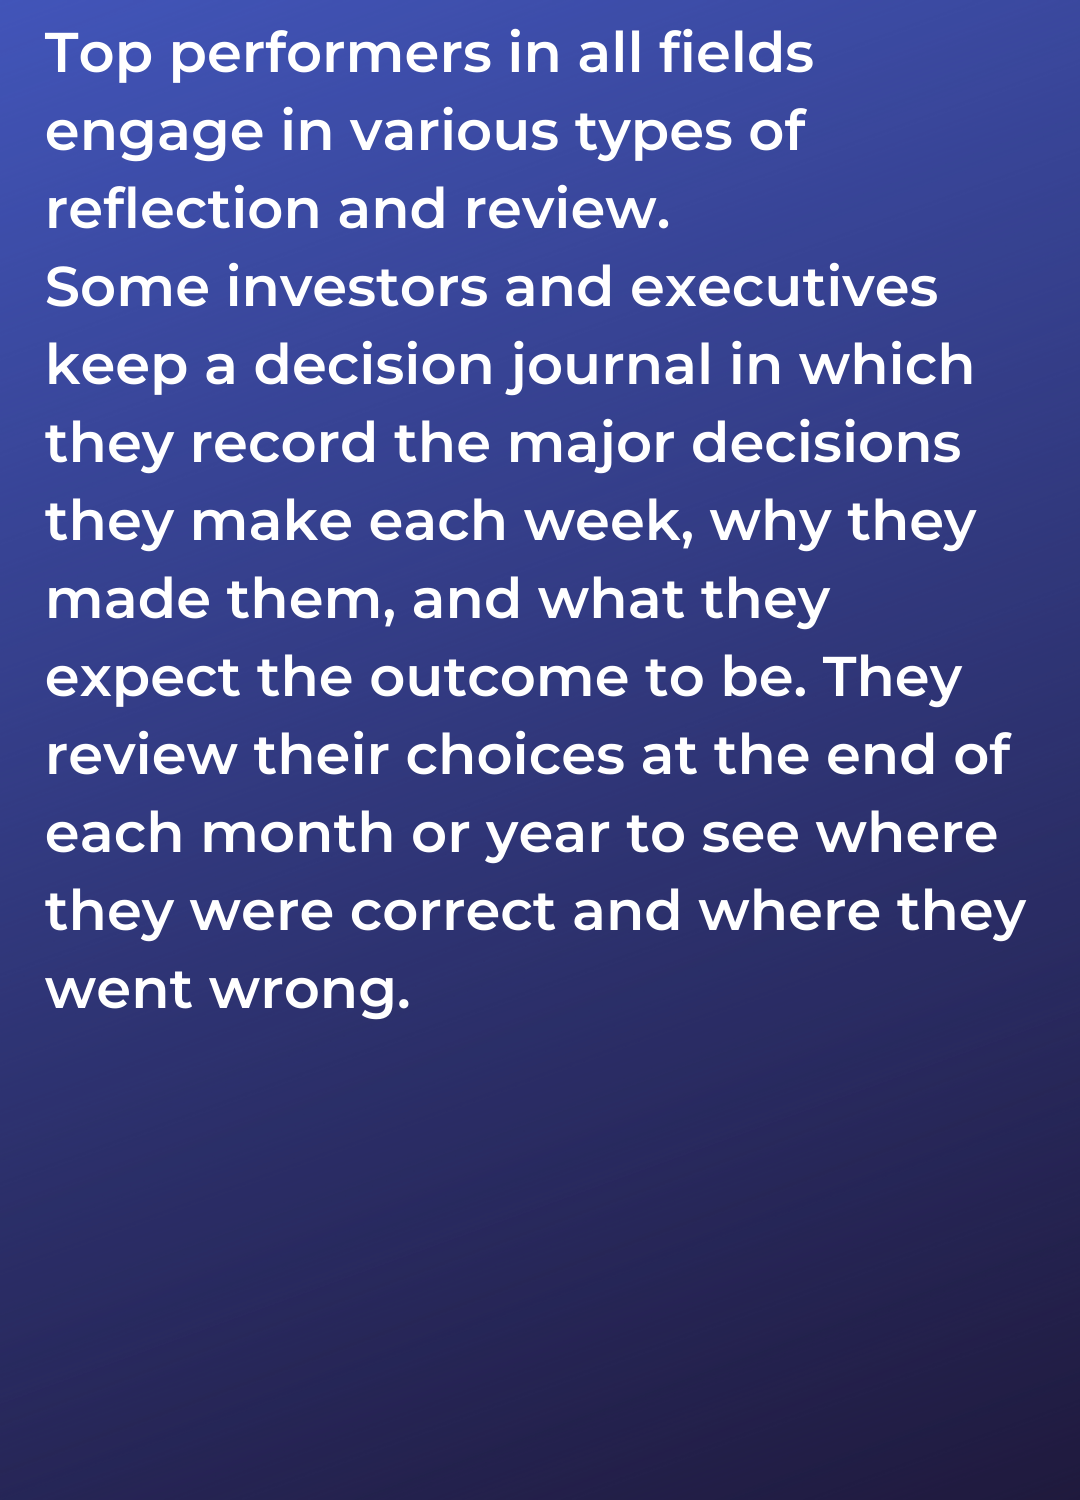 Top performers in all fields
engage in various types of
reflection and review.
Some investors and executives
keep a decision journal in which
they record the major decisions
they make each week, why they
made them, and what they
expect the outcome to be. They
review their choices at the end of
each month or year to see where
they were correct and where they
went wrong.